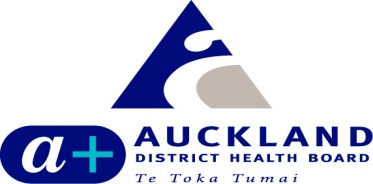 a+
AUCKLAND
DISTRICT HEALTH BOARD
Te Toka Tumai